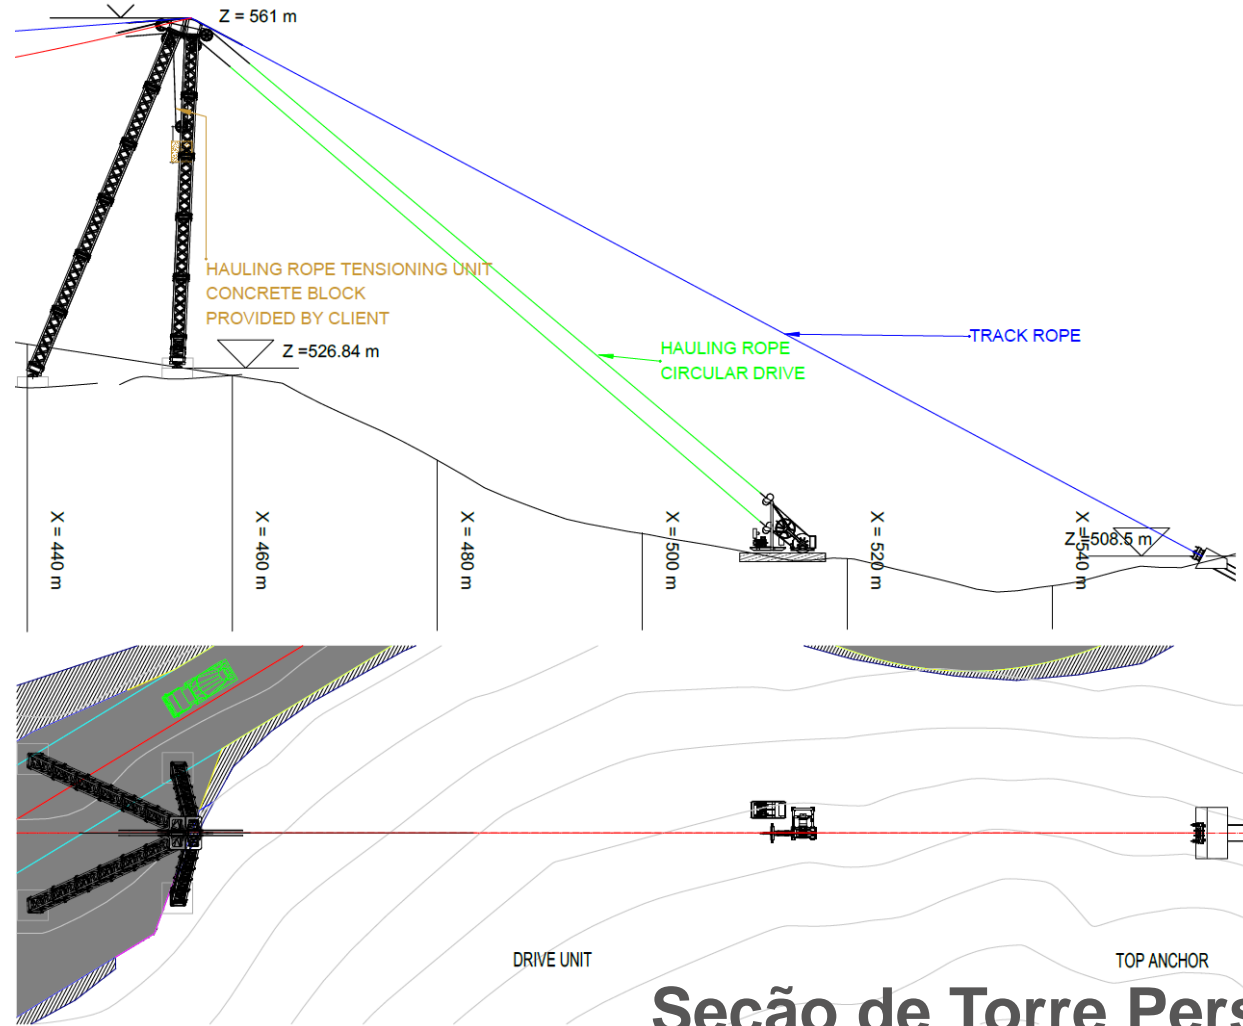 Z = 561 m
HAULING ROPE TENSIONING UNIT
CONCRETE BLOCK
PROVIDED BY CLIENT
Z =526.84 m
TRACK ROPE
HAULING ROPE
CIRCULAR DRIVE
X = 440 m
X = 460 m
X = 480 m
X = 500 m
X = 520 m
X = 540 m
Z =508.5 m
DRIVE UNIT
TOP ANCHOR
Seção de Torre Pers